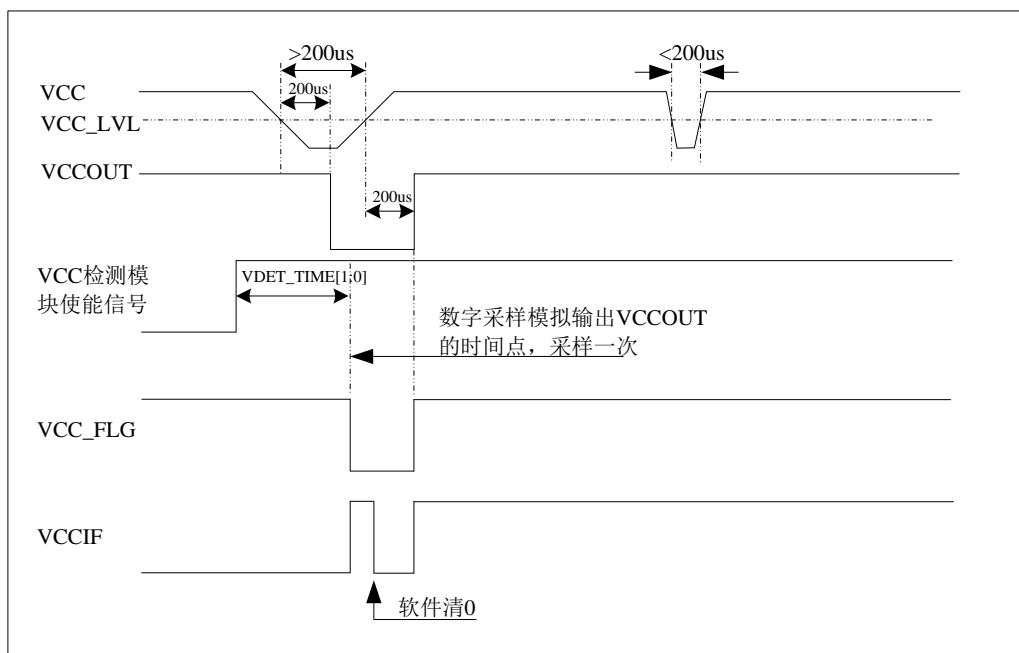 >200us
<200us
200us
VCC
VCC_LVL
VCCOUT
200us
VCC检测模
块使能信号
VDET_TIME[1:0]
数字采样模拟输出VCCOUT
的时间点，采样一次
VCC_FLG
VCCIF
软件清0